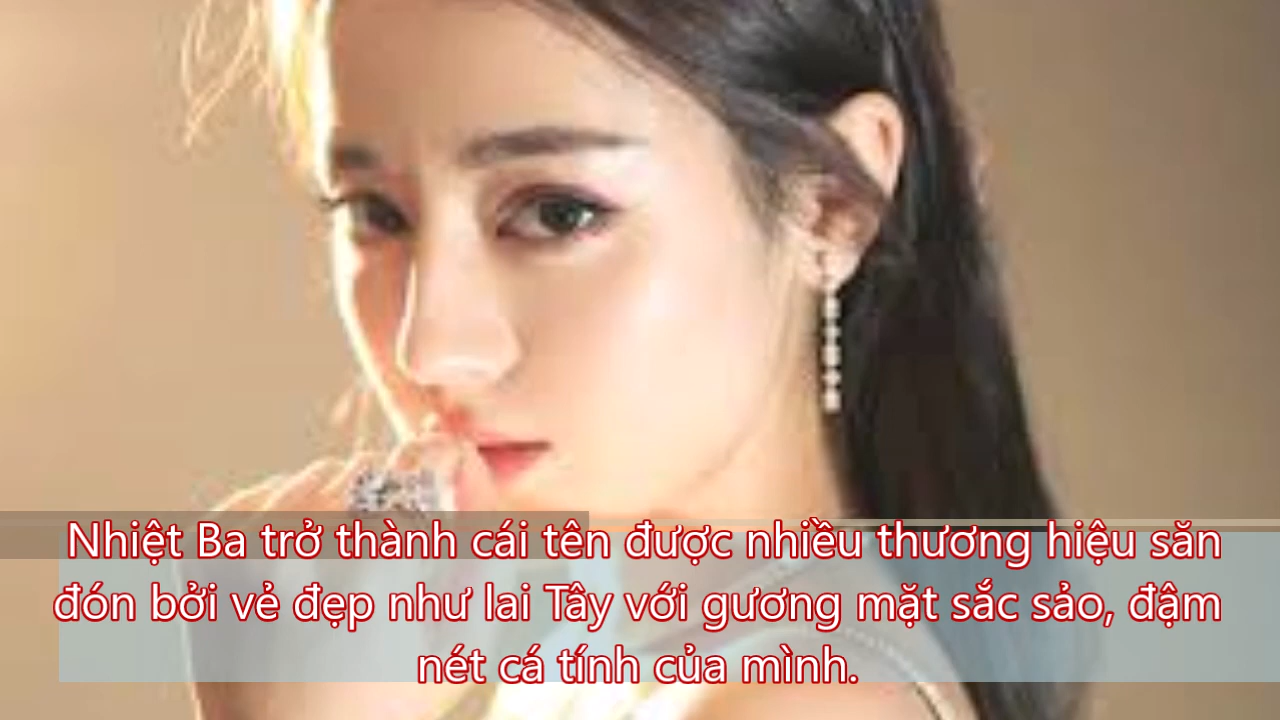 Nhiệt Ba trở thành cái tên được nhiều thương hiệu săn
đón bởi vẻ đẹp như lai Tây với gương mặt sắc sảo, đậm
nét cá tính của mình.